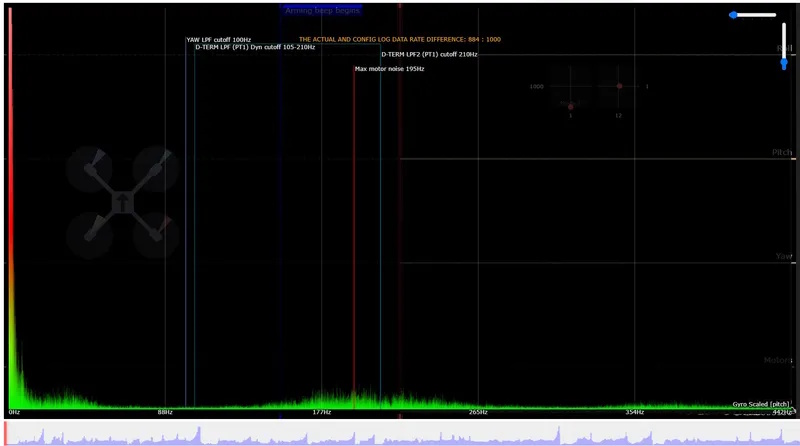 Arming beep begins
YAW LPF cutoff 100Hz
THE ACTUAL AND CONFIG LOG DATA RATE DIFFERENCE: 884 : 1000
D-TERM LPF (PT1) Dyn cutoff 105-210Hz
Roll
D-TERM LPF2 (PT1) cutoff 210Hz
Max motor noise 195Hz
1000
1
1
12
Pitch
Yaw
Motors
Gyro Scaled [pitch]
0Hz
88Hz
177Hz
265Hz
354Hz
442Hz